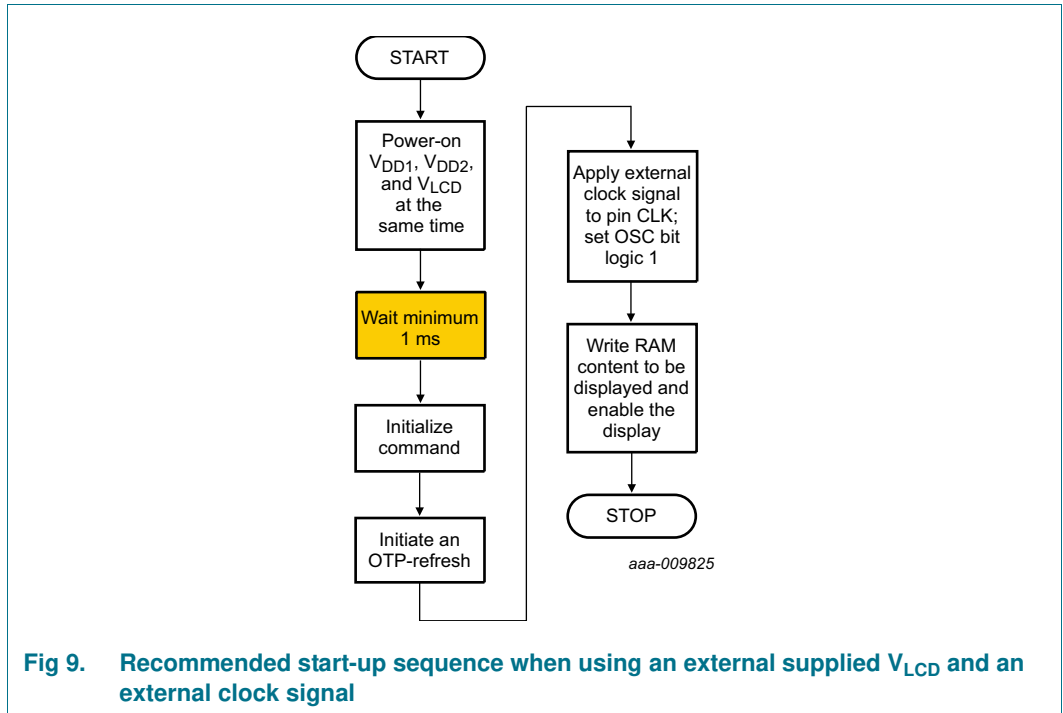 START
Power-on
VDD1, VDD2,
and VLCD
at the
same time
Wait minimum
1 ms
Initialize
command
Initiate an
OTP-refresh
Apply external
clock signal
to pin CLK;
set OSC bit
logic 1
Write RAM
content to be
displayed and
enable the
display
STOP
aaa-009825
Fig 9. Recommended start-up sequence when using an external supplied VLCD and an
external clock signal